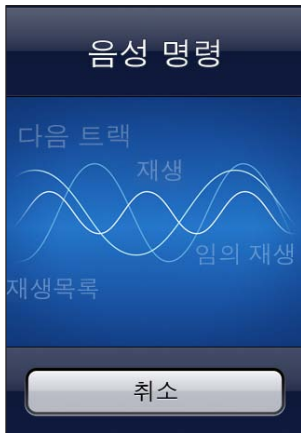 음성 명령
다음 트랙
재생
임의 재생
재생목록
취소